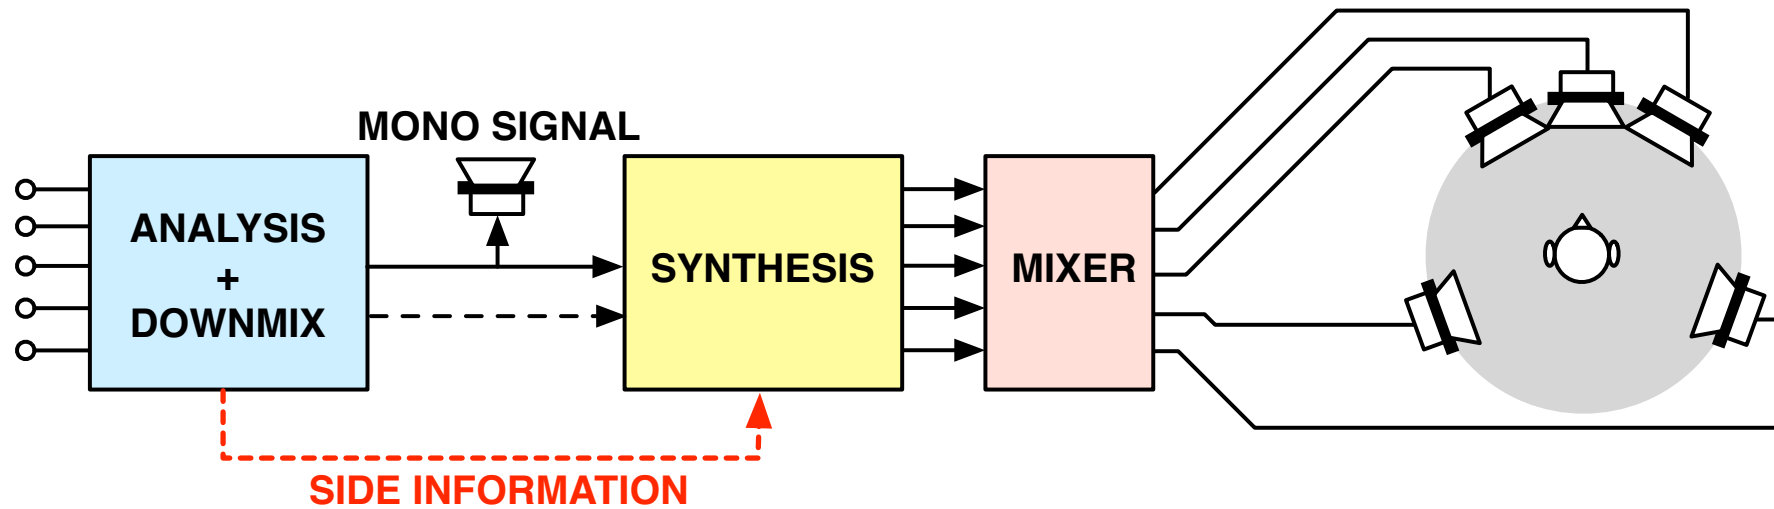 MONO SIGNAL
ANALYSIS
+
DOWNMIX
SYNTHESIS
MIXER
SIDE INFORMATION